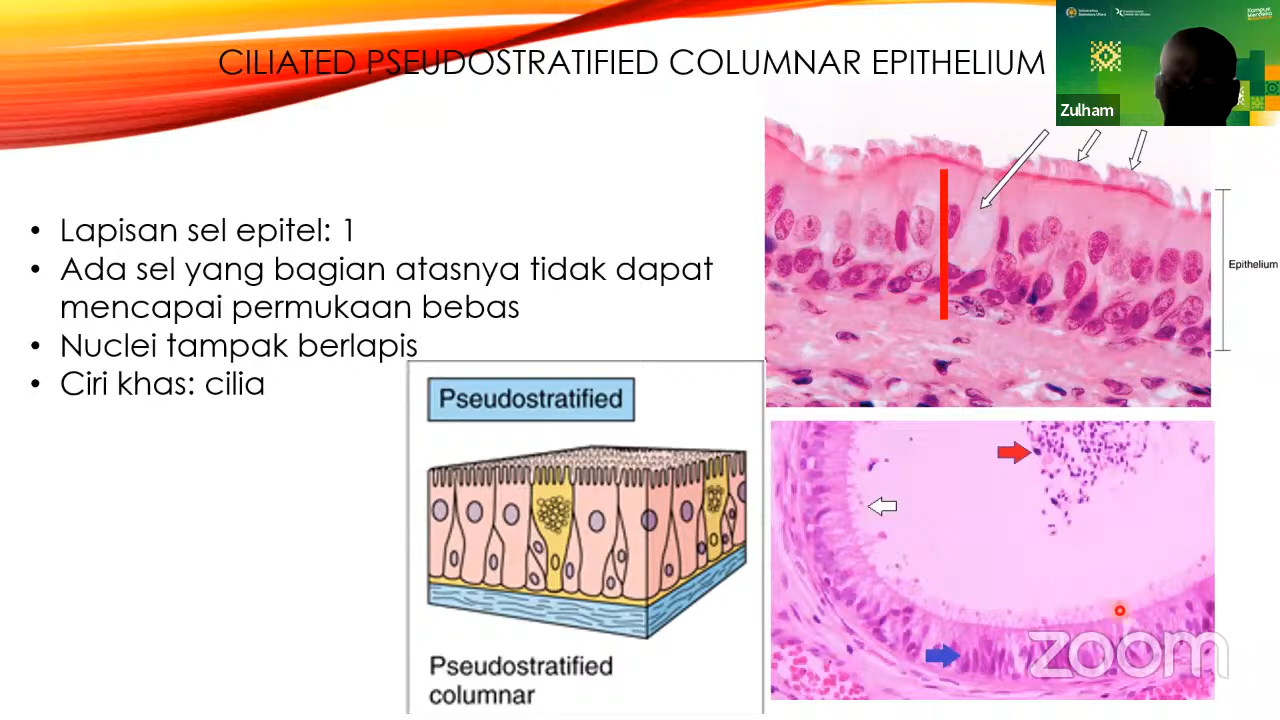 CILIATED PSEUDOSTRATIFIED COLUMNAR EPITHELIUM
Zulham
• Lapisan sel epitel: 1
• Ada sel yang bagian atasnya tidak dapat
mencapai permukaan bebas
• Nuclei tampak berlapis
• Ciri khas: cilia
Epithelium
Pseudostratified
Pseudostratified
columnar
zoom